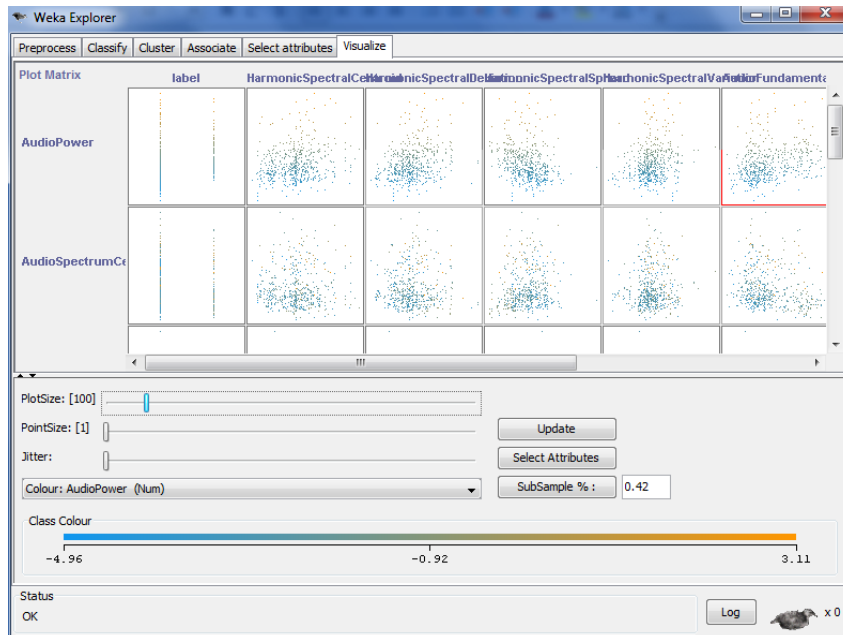 Weka Explorer
Preprocess Classify Cluster Associate Select attributes Visualize
Plot Matrix label
AudioPower
AudioSpectrumCe
PlotSize: [100]
PointSize: [1]
Update
Jitter:
Select Attributes
Colour: AudioPower (Num)
SubSample % :
0.42
Class Colour
-4.96 -0.92 3.11
Status
OK
Log
x 0